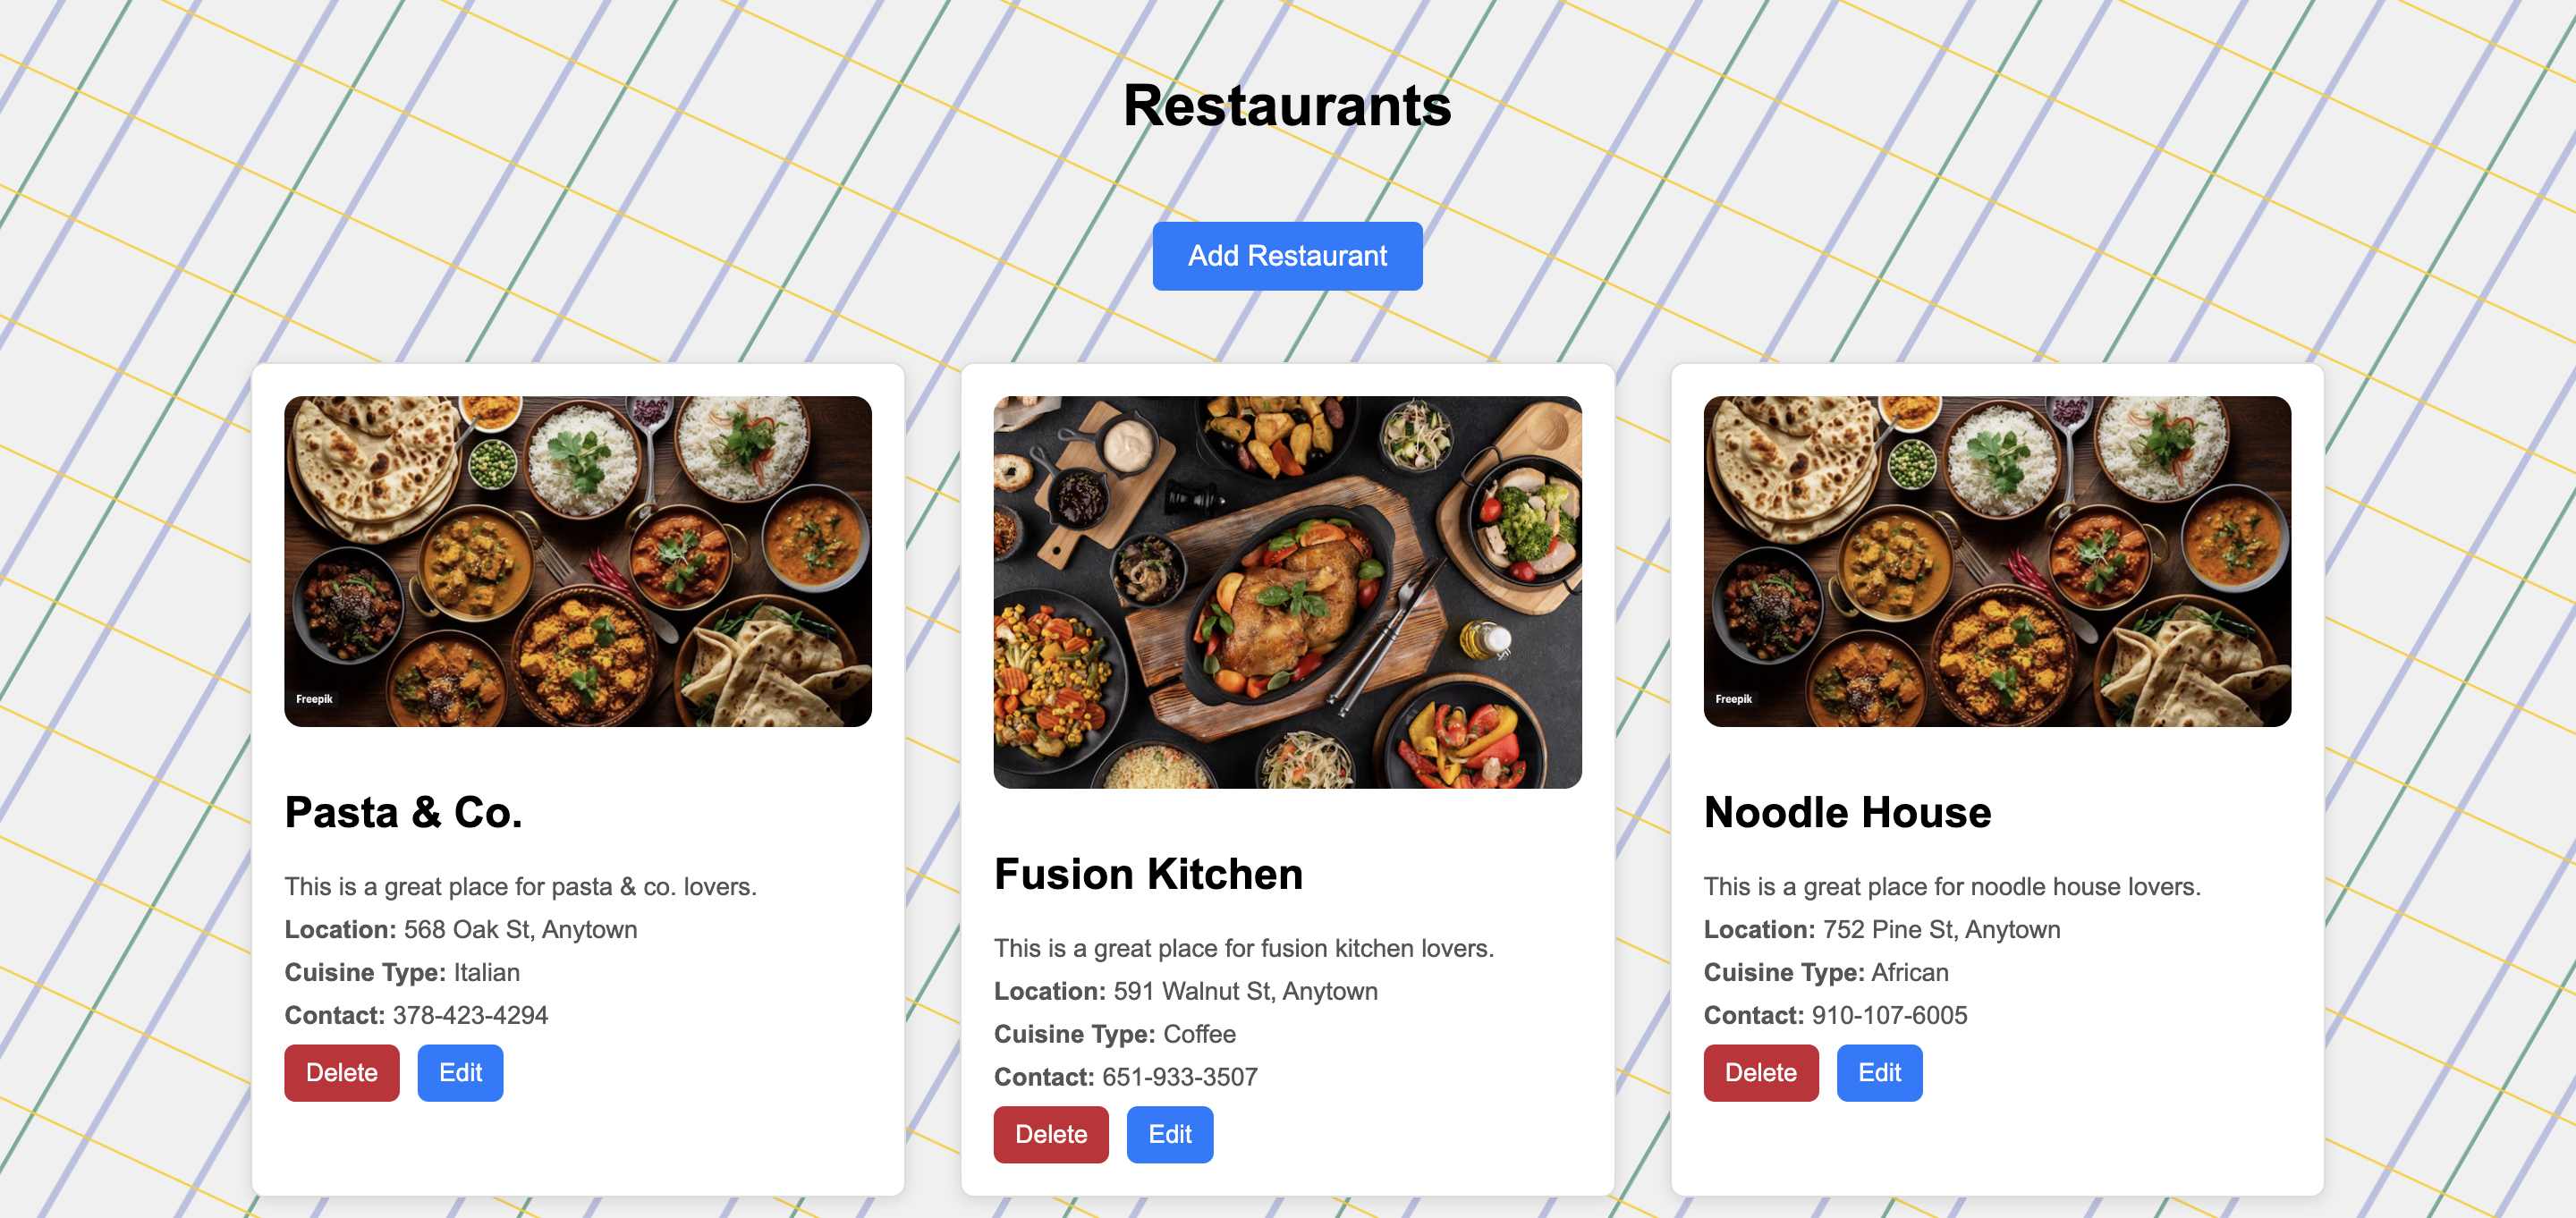 Restaurants
Add Restaurant
Freepik
Pasta & Co.
This is a great place for pasta & co. lovers.
Location: 568 Oak St, Anytown
Cuisine Type: Italian
Contact: 378-423-4294
Delete Edit
Fusion Kitchen
This is a great place for fusion kitchen lovers.
Location: 591 Walnut St, Anytown
Cuisine Type: Coffee
Contact: 651-933-3507
Delete Edit
Freepik
Noodle House
This is a great place for noodle house lovers.
Location: 752 Pine St, Anytown
Cuisine Type: African
Contact: 910-107-6005
Delete Edit